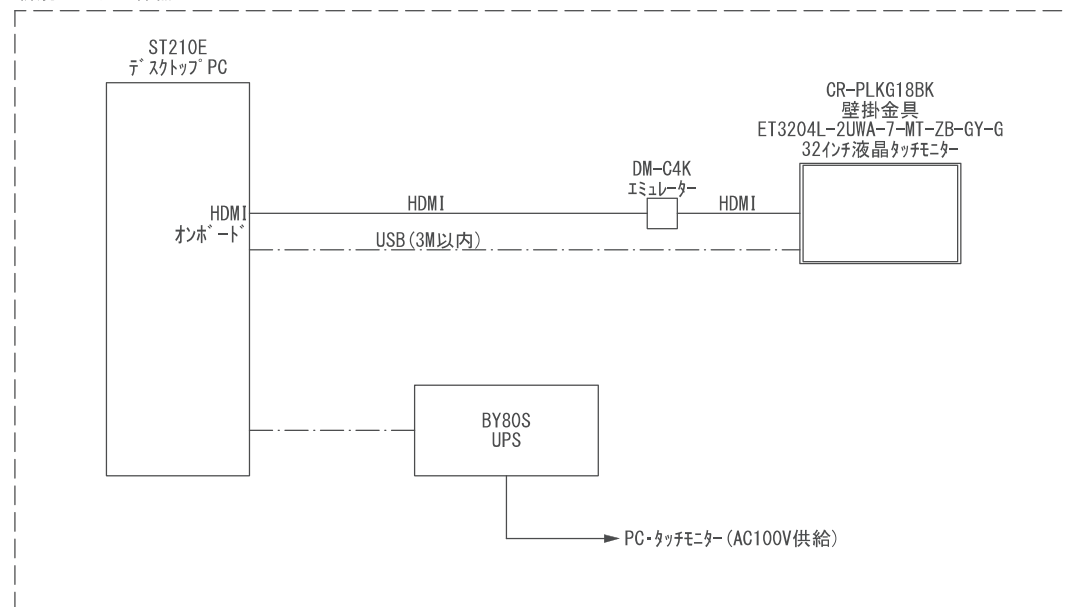 ST210E
ﾃﾞｽｸﾄｯﾌﾟPC
CR-PLKG18BK
壁掛金具
ET3204L-2UWA-7-MT-ZB-GY-G
32ｲﾝﾁ液晶ﾀｯﾁﾓﾆﾀｰ
DM-C4K
ｴﾐｭﾚｰﾀｰ
HDMI
HDMI
HDMI
ｵﾝﾎﾞｰﾄﾞ
USB(3M以内)
BY80S
UPS
PC・ﾀｯﾁﾓﾆﾀｰ(AC100V供給)